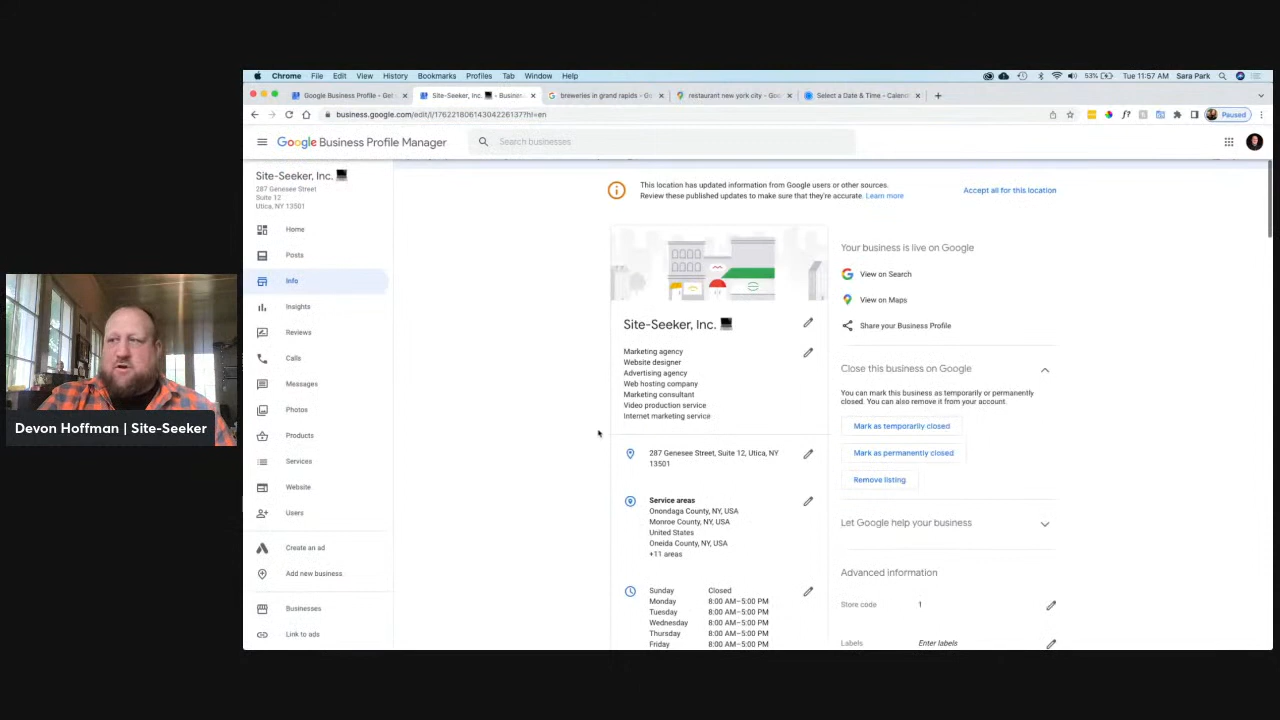 Chrome File Edit View History Bookmarks Profiles Tab Window Help
53% Tue 11:57 AM Sara Park
Google Business Profile - Get
Site-Seeker, Inc. - Busines
breweries in grand rapids - Go
restaurant new york city - Goo
Select a Date & Time - Calend
business.google.com/edit/l/17622180614304226137?hl=en
Paused
Google Business Profile Manager
Search businesses
Site-Seeker, Inc.
287 Genesee Street
Suite 12
Utica, NY 13501
Home
Posts
Info
Insights
Reviews
Calls
Messages
Photos
Products
Services
Website
Users
Create an ad
Add new business
Businesses
Link to ads
This location has updated information from Google users or other sources.
Review these published updates to make sure that they're accurate. Learn more
Accept all for this location
Site-Seeker, Inc.
Marketing agency
Website designer
Advertising agency
Web hosting company
Marketing consultant
Video production service
Internet marketing service
287 Genesee Street, Suite 12, Utica, NY
13501
Service areas
Onondaga County, NY, USA
Monroe County, NY, USA
United States
Oneida County, NY, USA
+11 areas
Sunday Closed
Monday 8:00 AM–5:00 PM
Tuesday 8:00 AM–5:00 PM
Wednesday 8:00 AM–5:00 PM
Thursday 8:00 AM–5:00 PM
Friday 8:00 AM–5:00 PM
Your business is live on Google
View on Search
View on Maps
Share your Business Profile
Close this business on Google
You can mark this business as temporarily or permanently
closed. You can also remove it from your account.
Mark as temporarily closed
Mark as permanently closed
Remove listing
Let Google help your business
Advanced information
Store code 1
Labels Enter labels
Devon Hoffman | Site-Seeker